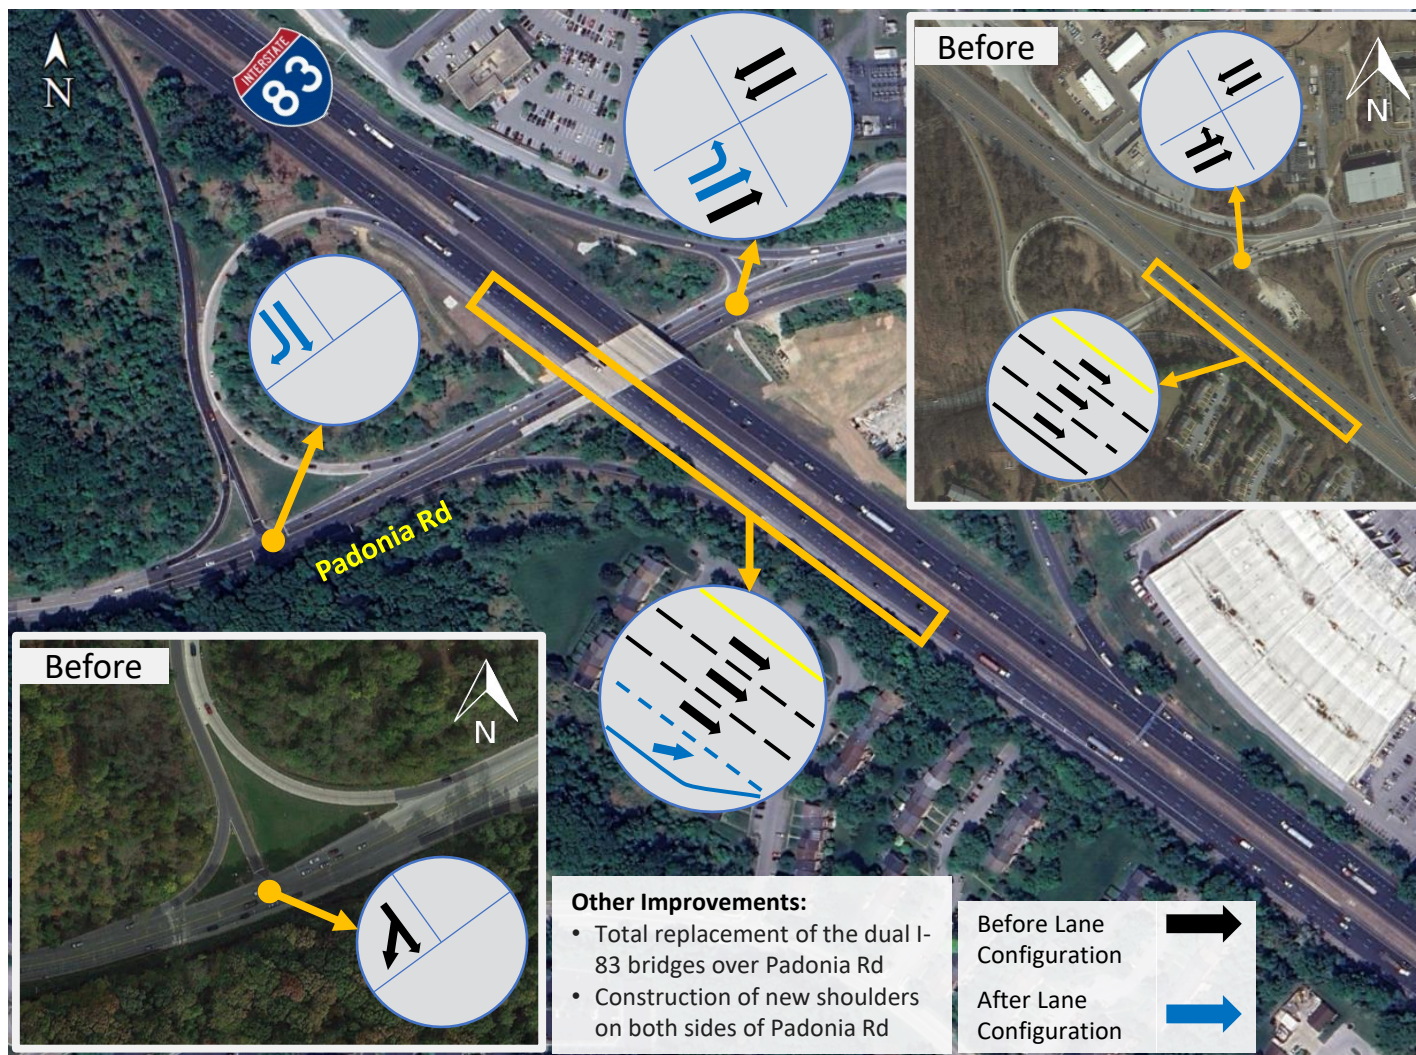 N
INTERSTATE
83
Before
N
Padonia Rd
Before
N
Other Improvements:
• Total replacement of the dual I-
83 bridges over Padonia Rd
• Construction of new shoulders
on both sides of Padonia Rd
Before Lane
Configuration
After Lane
Configuration